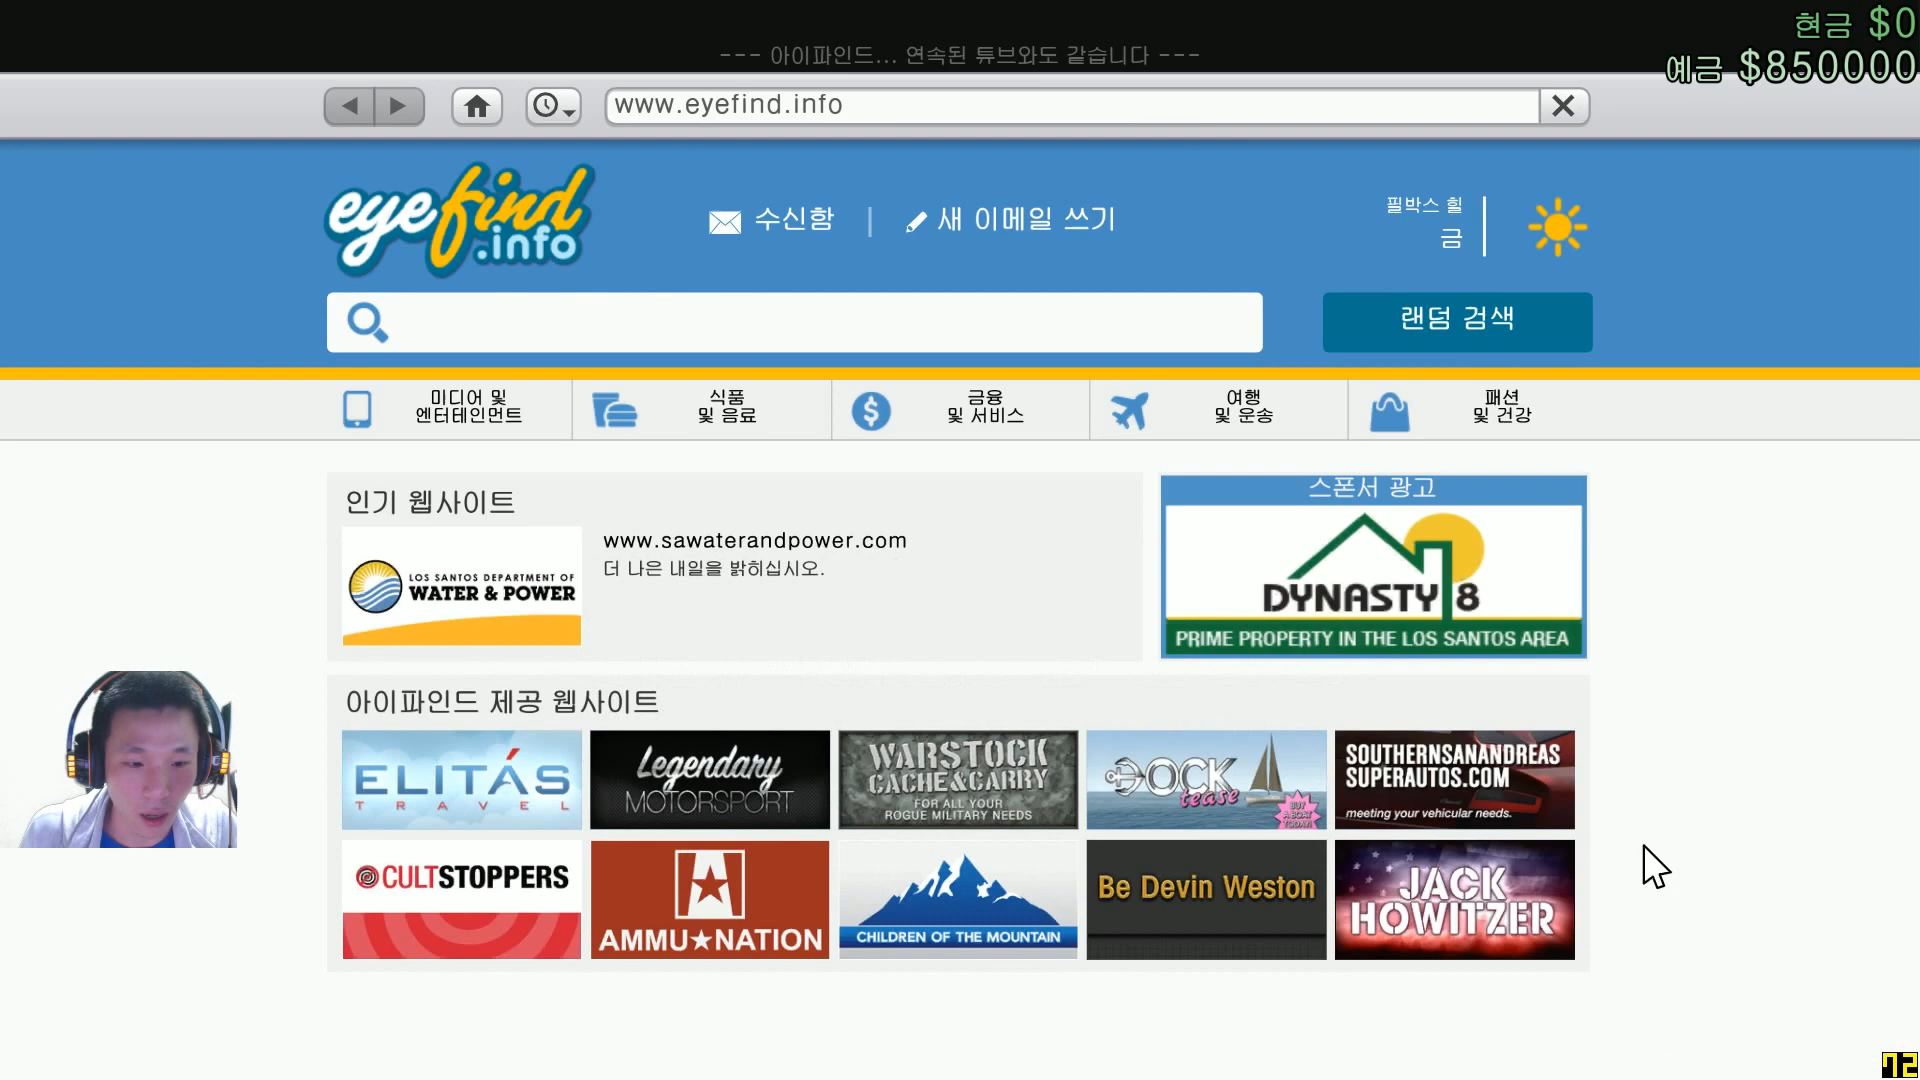 현금 $0
--- 아이파인드... 연속된 튜브와도 같습니다 ---
예금 $850000
www.eyefind.info
eyefind
.info
수신함 | 새 이메일 쓰기
필박스 힐
금
랜덤 검색
미디어 및
엔터테인먼트
식품
및 음료
금융
및 서비스
여행
및 운송
패션
및 건강
인기 웹사이트
LOS SANTOS DEPARTMENT OF
WATER & POWER
www.sawaterandpower.com
더 나은 내일을 밝히십시오.
스폰서 광고
DYNASTY 8
PRIME PROPERTY IN THE LOS SANTOS AREA
아이파인드 제공 웹사이트
ELITÁS
TRAVEL
Legendary
MOTORSPORT
WARSTOCK
CACHE & CARRY
FOR ALL YOUR
ROGUE MILITARY NEEDS
DOCK
tease
BUY
A BOAT
TODAY!
SOUTHERNSANANDREAS
SUPERAUTOS.COM
meeting your vehicular needs.
CULTSTOPPERS
AMMU★NATION
CHILDREN OF THE MOUNTAIN
Be Devin Weston
JACK
HOWITZER
72